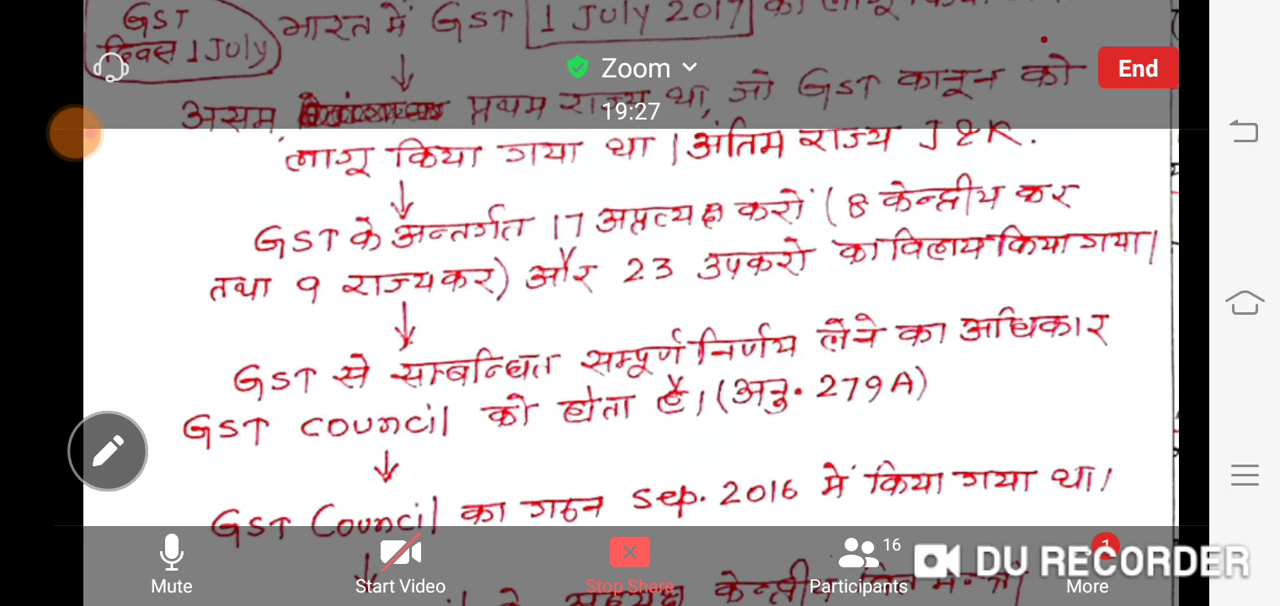 GST
दिवस 1 July
भारत में GST 1 July 2017 को लागू किया
↓
असम प्रथम राज्य था, जो GST कानून को
लागू किया गया था। अंतिम राज्य J&K.
↓
GST के अन्तर्गत 17 अप्रत्यक्ष करों (8 केन्द्रीय कर
तथा 9 राज्य कर) और 23 उपकरो का विलय किया गया।
↓
GST से सम्बन्धित सम्पूर्ण निर्णय लेने का अधिकार
GST Council को होता है। (अनु. 279A)
↓
GST Council का गठन Sep. 2016 में किया गया था।
↓
अध्यक्ष केन्द्रीय
Zoom
19:27
End
Mute
Start Video
Stop Share
Participants
16
More
1
DU RECORDER